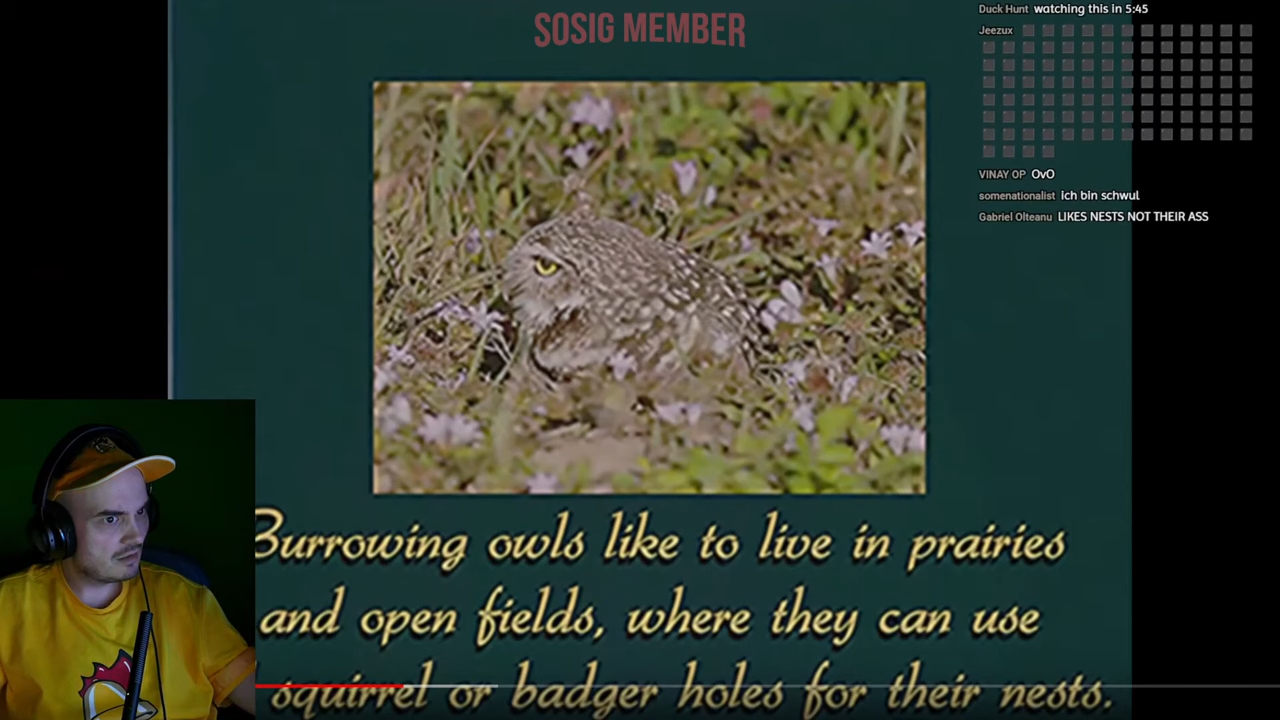 SOSIG MEMBER
Duck Hunt watching this in 5:45
Jeezux
VINAY OP OvO
somenationalist ich bin schwul
Gabriel Olteanu LIKES NESTS NOT THEIR ASS
Burrowing owls like to live in prairies
and open fields, where they can use
squirrel or badger holes for their nests.